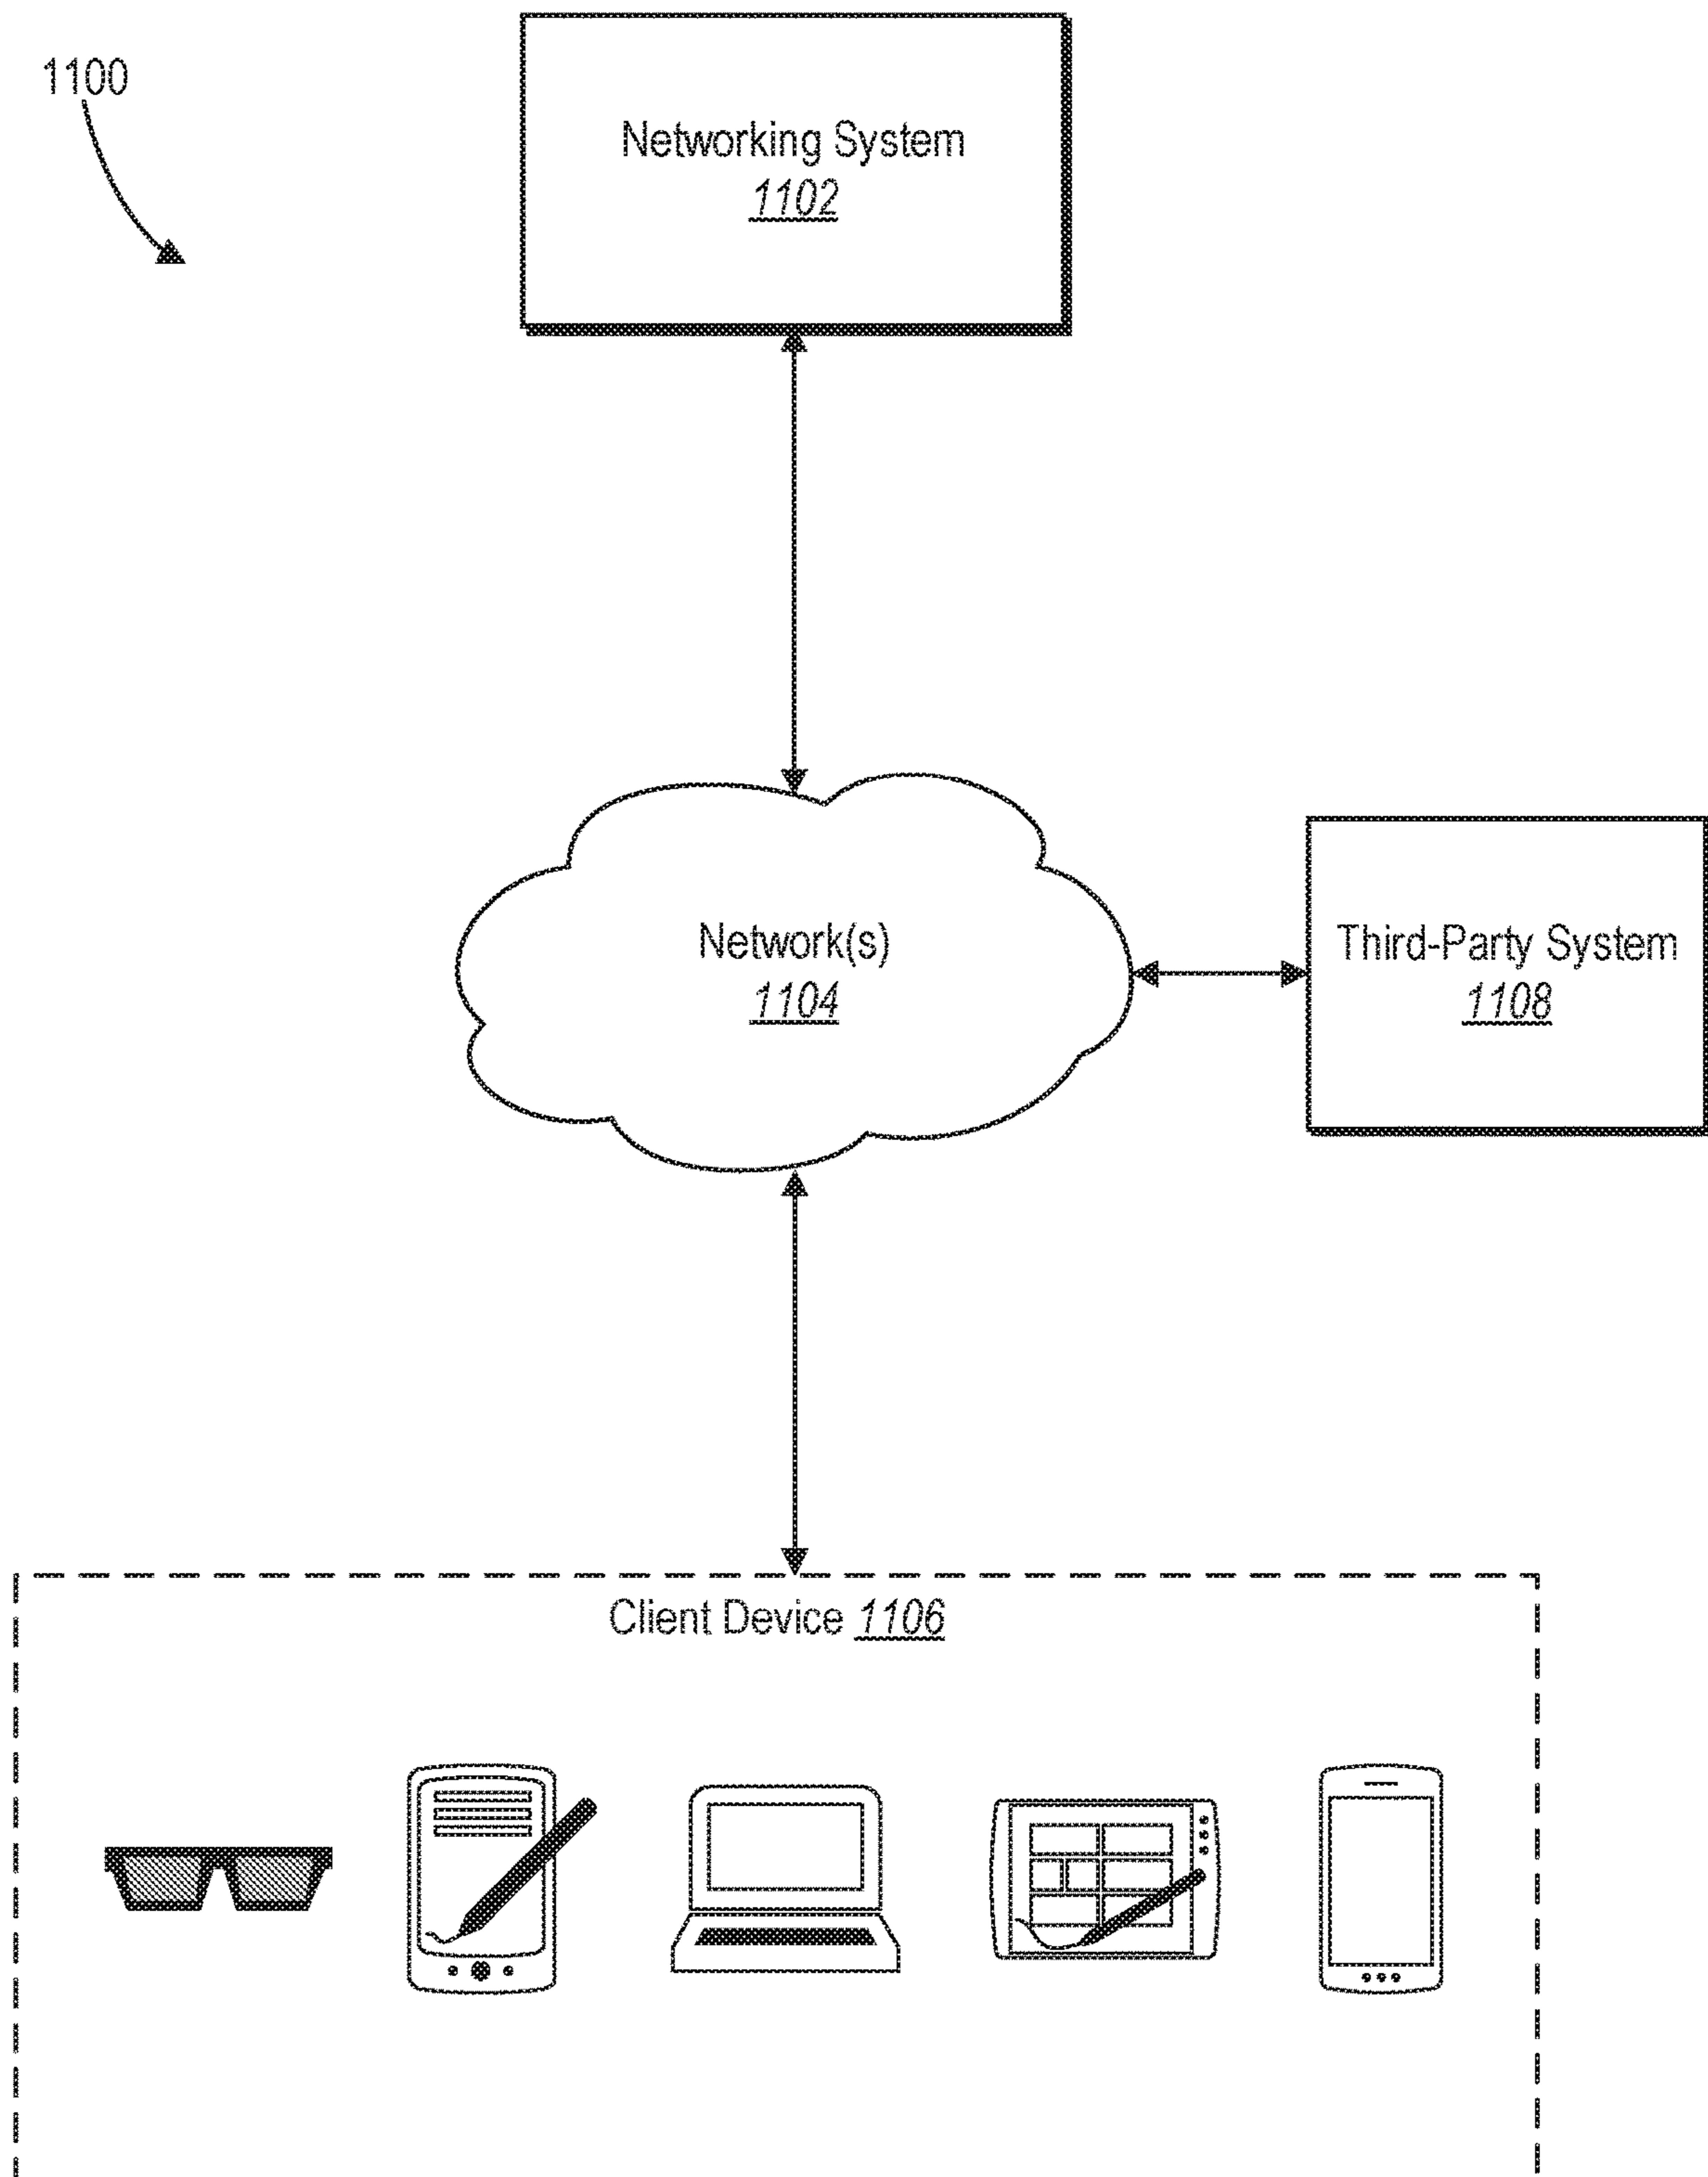 1100
Networking System
1102
Network(s)
1104
Third-Party System
1108
Client Device 1106